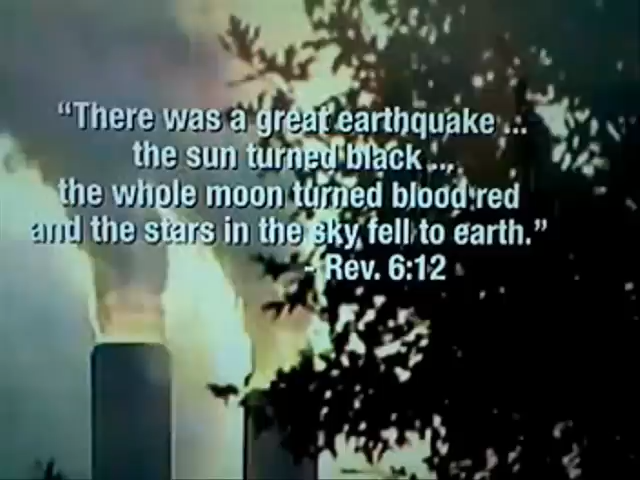 “There was a great earthquake ...
the sun turned black ...
the whole moon turned blood red
and the stars in the sky fell to earth.”
- Rev. 6:12